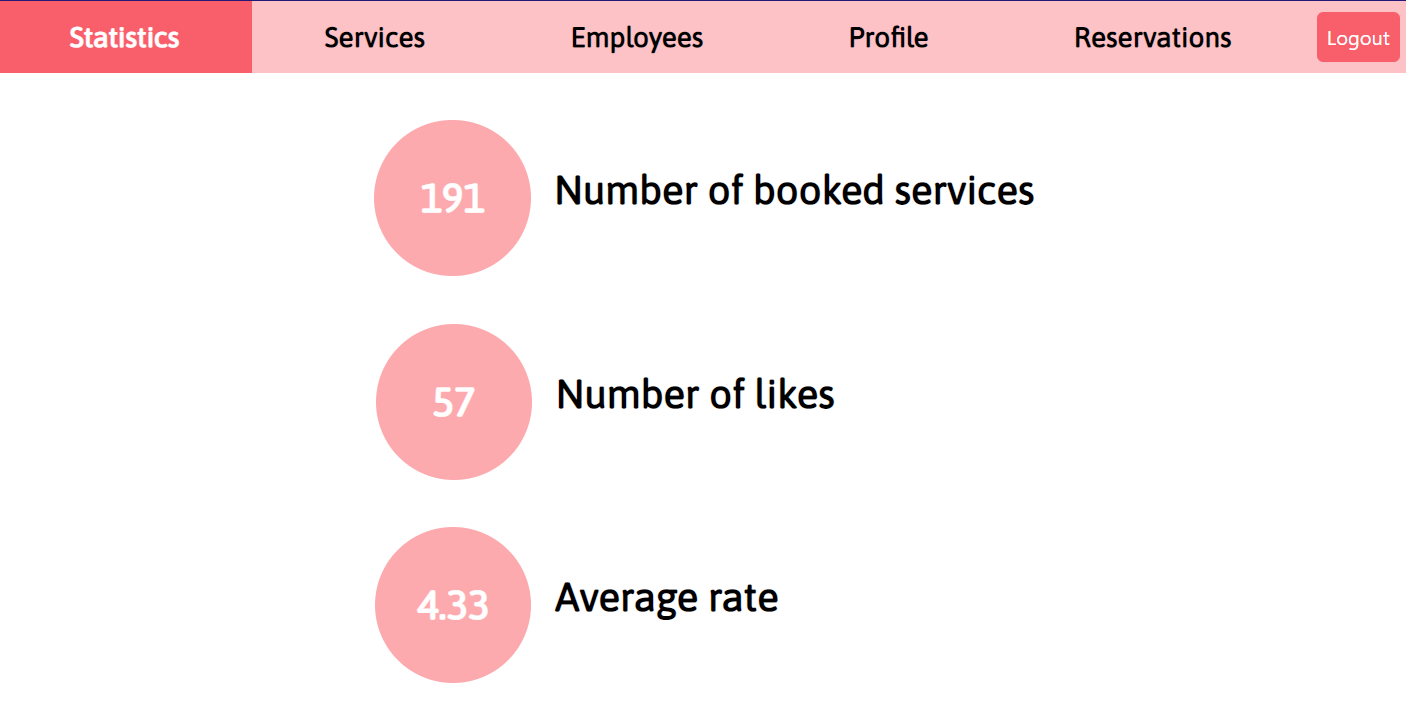 Statistics Services Employees Profile Reservations Logout
191 Number of booked services
57 Number of likes
4.33 Average rate